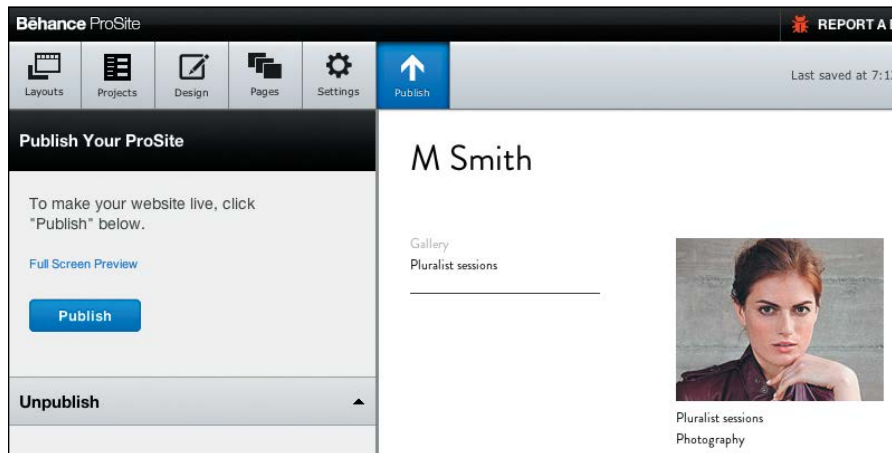 Bēhance ProSite
REPORT A
Layouts
Projects
Design
Pages
Settings
Publish
Last saved at 7:1
Publish Your ProSite
To make your website live, click
"Publish" below.
Full Screen Preview
Publish
Unpublish
M Smith
Gallery
Pluralist sessions
Pluralist sessions
Photography